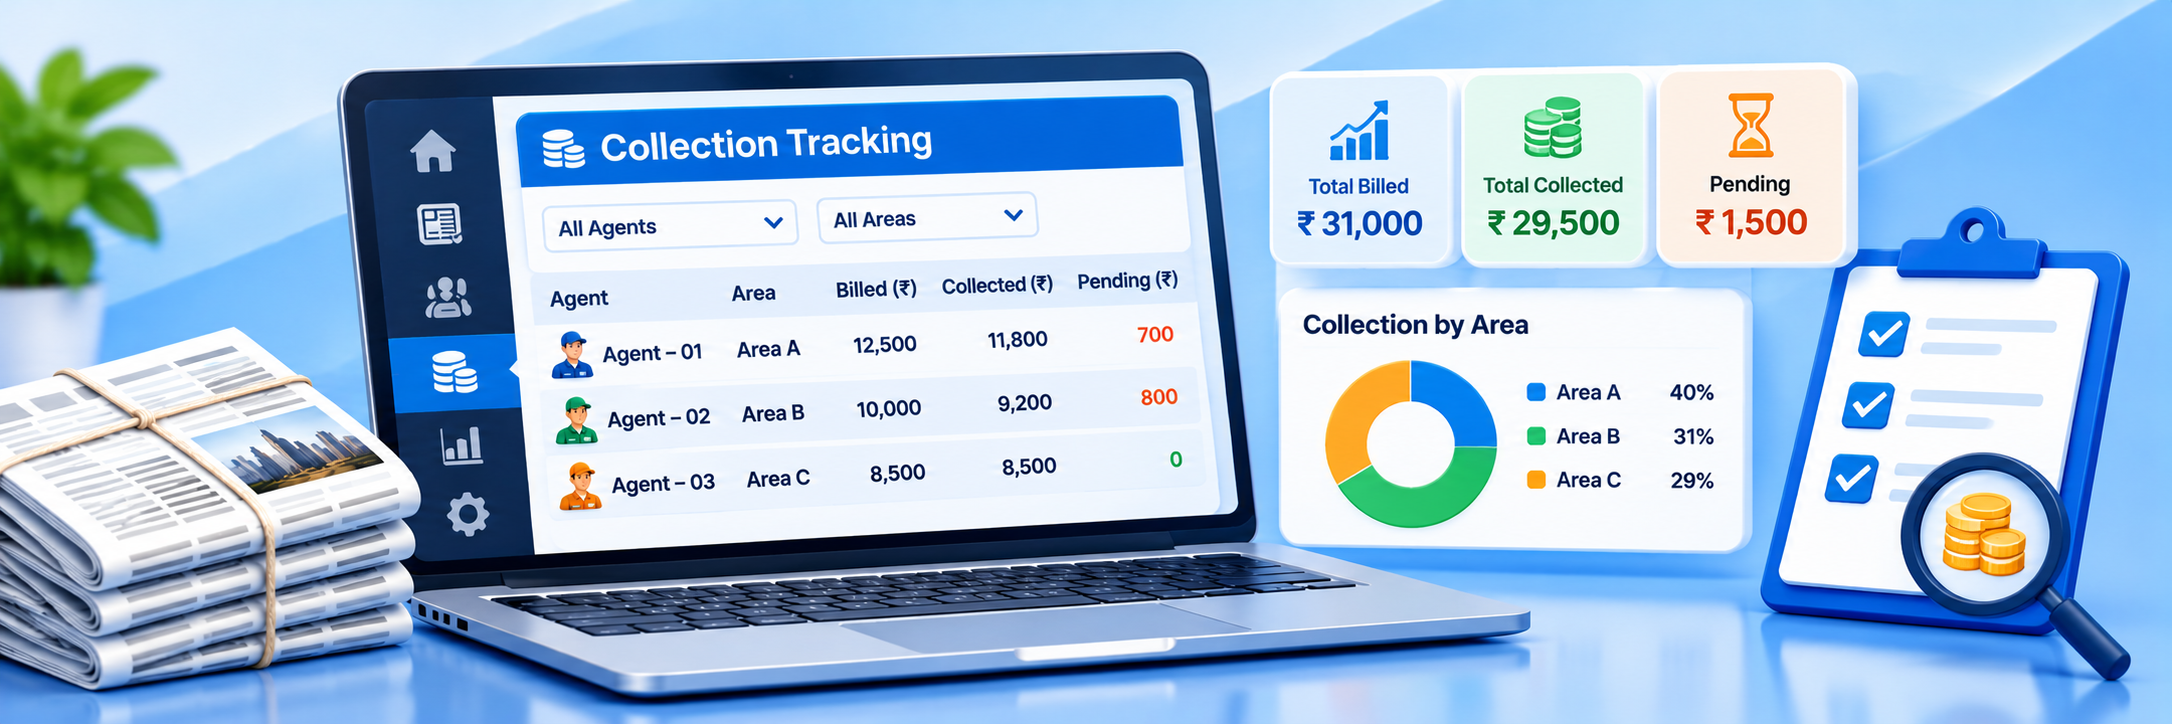 Collection Tracking
All Agents
All Areas
Agent Area Billed (₹) Collected (₹) Pending (₹)
Agent – 01 Area A 12,500 11,800 700
Agent – 02 Area B 10,000 9,200 800
Agent – 03 Area C 8,500 8,500 0
Total Billed
₹ 31,000
Total Collected
₹ 29,500
Pending
₹ 1,500
Collection by Area
Area A 40%
Area B 31%
Area C 29%